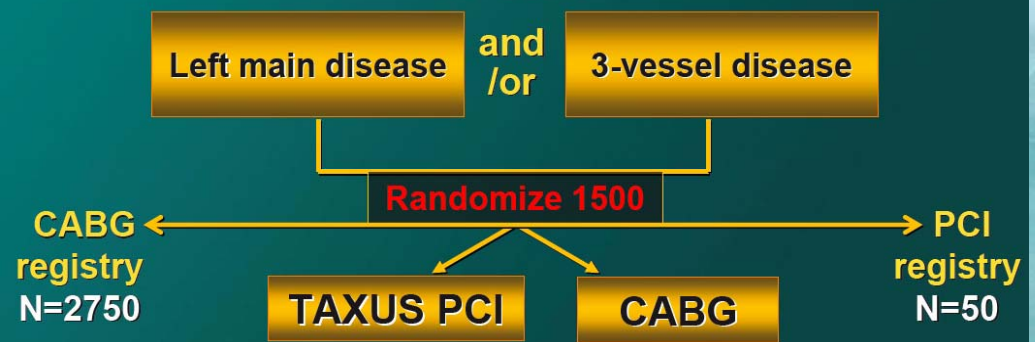 Left main disease
and
/or
3-vessel disease
Randomize 1500
CABG
registry
N=2750
PCI
registry
N=50
TAXUS PCI
CABG